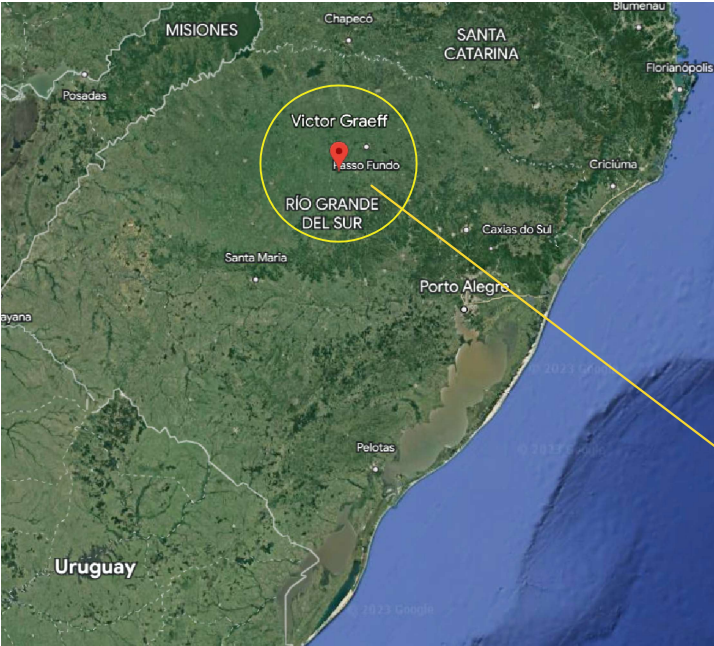 Blumenau
Chapecó
MISIONES
SANTA
CATARINA
Florianópolis
Posadas
Victor Graeff
Passo Fundo
Criciúma
RÍO GRANDE
DEL SUR
Caxias do Sul
Santa Maria
Porto Alegre
ayana
© 2023 Google
Pelotas
© 2023 Google
Uruguay
© 2023 Google